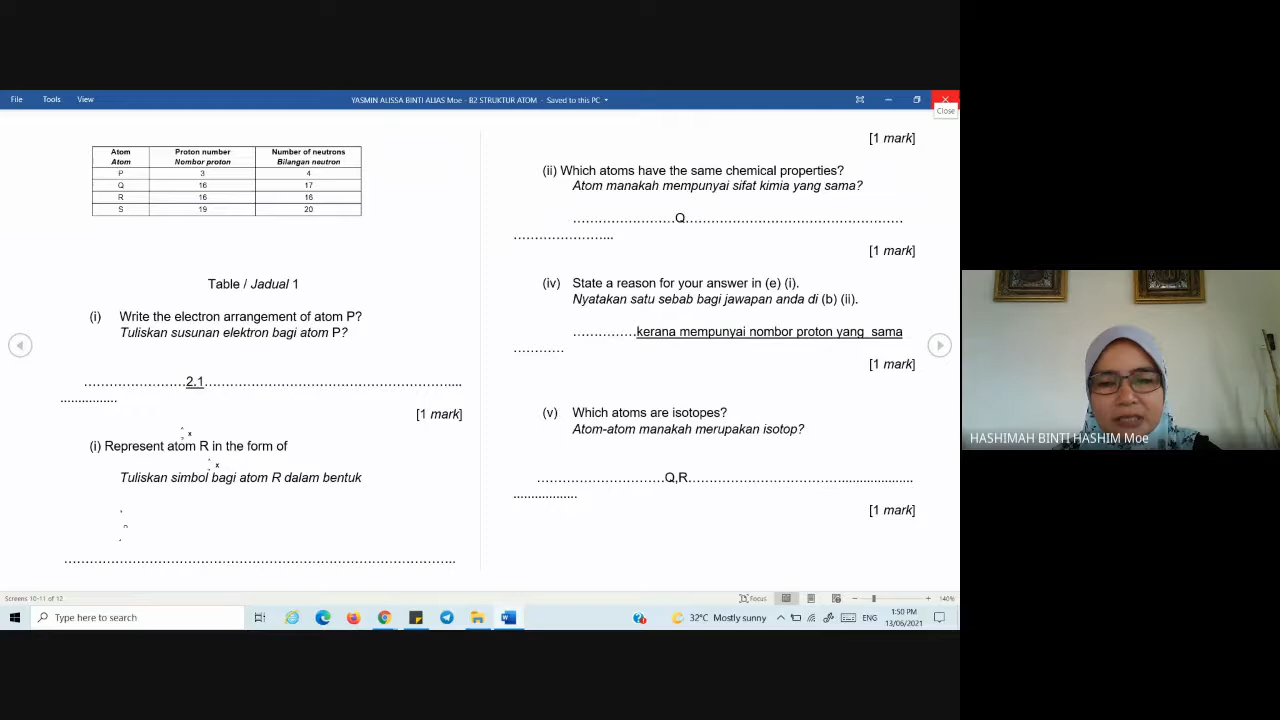 File Tools View YASMIN ALISSA BINTI ALIAS Moe - B2 STRUKTUR ATOM - Saved to this PC
Close
Atom Proton number Number of neutrons
Atom Nombor proton Bilangan neutron
P 3 4
Q 16 17
R 16 16
S 19 20
Table / Jadual 1
(i) Write the electron arrangement of atom P?
Tuliskan susunan elektron bagi atom P?
……………………2.1…………………………………………………....
................
[1 mark]
(i) Represent atom R in the form of
Tuliskan simbol bagi atom R dalam bentuk
………………………………………………………………………………..
[1 mark]
(ii) Which atoms have the same chemical properties?
Atom manakah mempunyai sifat kimia yang sama?
……………………Q……………………………………………
…………………...
[1 mark]
(iv) State a reason for your answer in (e) (i).
Nyatakan satu sebab bagi jawapan anda di (b) (ii).
……………kerana mempunyai nombor proton yang sama
…………
[1 mark]
(v) Which atoms are isotopes?
Atom-atom manakah merupakan isotop?
…………………………Q,R………………………………....................
..................
[1 mark]
HASHIMAH BINTI HASHIM Moe
Screens 10-11 of 12 Focus 140%
Type here to search 32°C Mostly sunny ENG 1:50 PM
13/06/2021